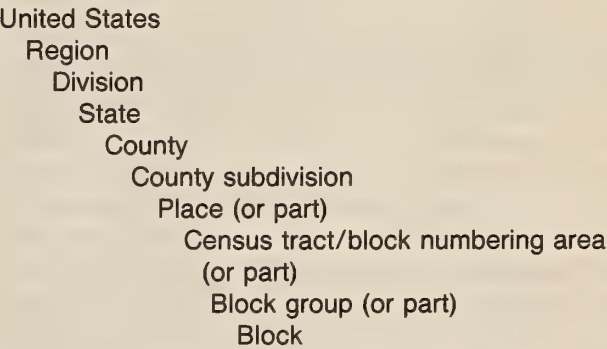 United States
Region
Division
State
County
County subdivision
Place (or part)
Census tract/block numbering area
(or part)
Block group (or part)
Block